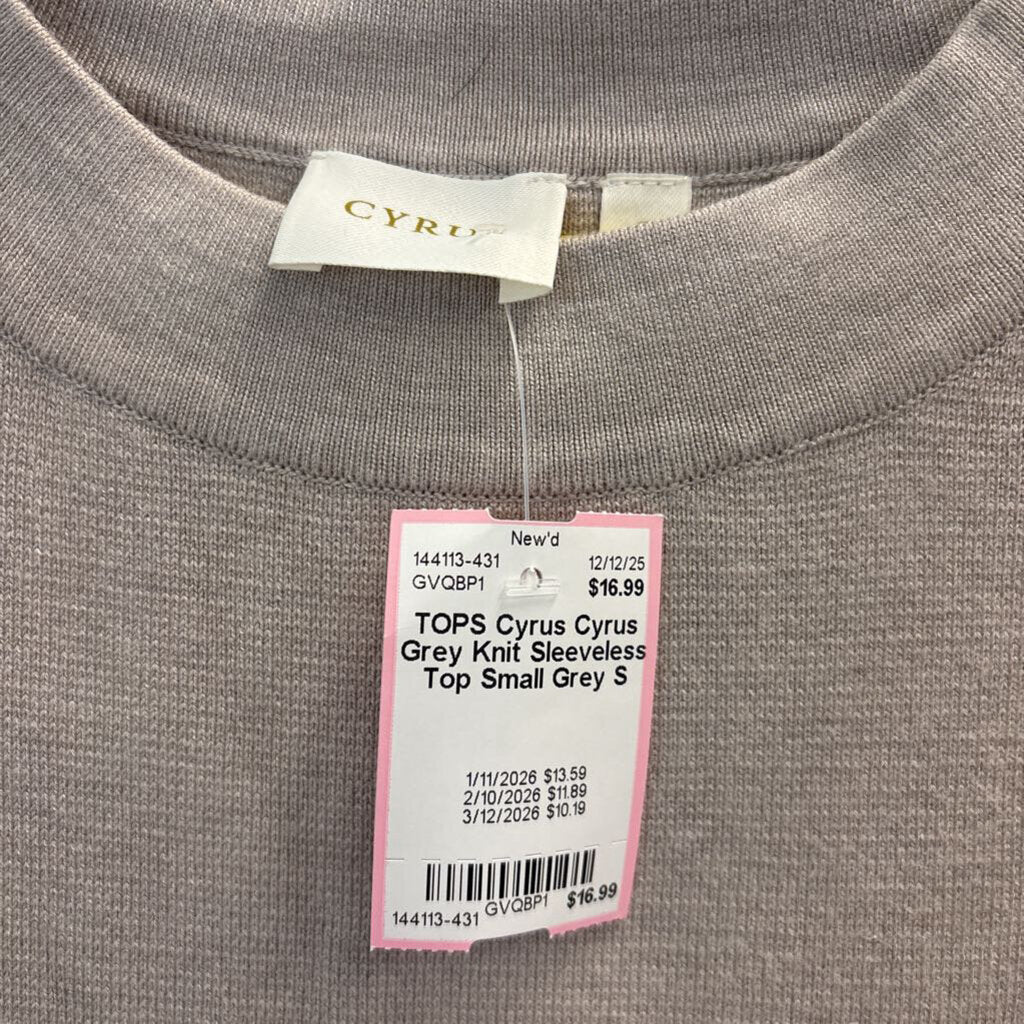 CYRUS
New'd
144113-431 12/12/25
GVQBP1 $16.99
TOPS Cyrus Cyrus
Grey Knit Sleeveless
Top Small Grey S
1/11/2026 $13.59
2/10/2026 $11.89
3/12/2026 $10.19
144113-431 GVQBP1 $16.99